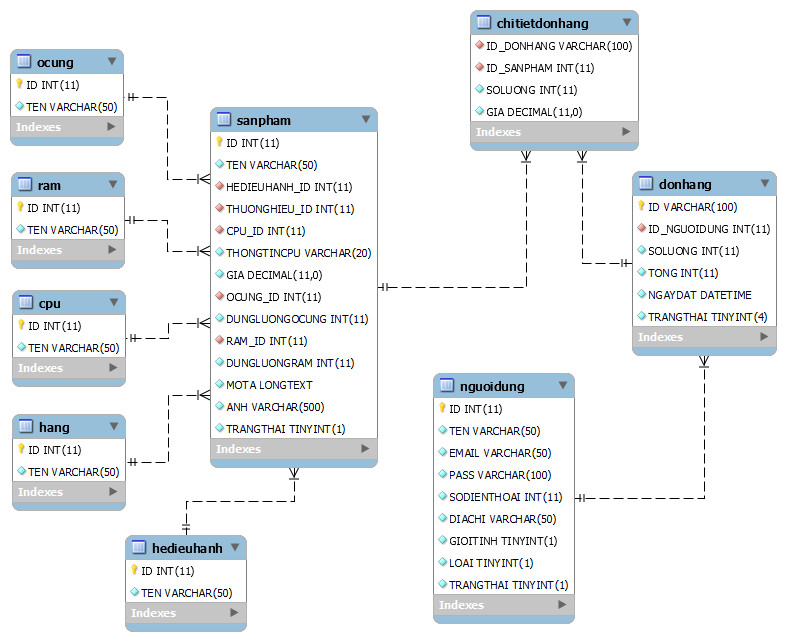 ocung
ID INT(11)
TEN VARCHAR(50)
Indexes
ram
ID INT(11)
TEN VARCHAR(50)
Indexes
cpu
ID INT(11)
TEN VARCHAR(50)
Indexes
hang
ID INT(11)
TEN VARCHAR(50)
Indexes
hedieuhanh
ID INT(11)
TEN VARCHAR(50)
Indexes
sanpham
ID INT(11)
TEN VARCHAR(50)
HEDIEUHANH_ID INT(11)
THUONGHIEU_ID INT(11)
CPU_ID INT(11)
THONGTINCPU VARCHAR(20)
GIA DECIMAL(11,0)
OCUNG_ID INT(11)
DUNGLUONGOCUNG INT(11)
RAM_ID INT(11)
DUNGLUONGRAM INT(11)
MOTA LONGTEXT
ANH VARCHAR(500)
TRANGTHAI TINYINT(1)
Indexes
chitietdonhang
ID_DONHANG VARCHAR(100)
ID_SANPHAM INT(11)
SOLUONG INT(11)
GIA DECIMAL(11,0)
Indexes
donhang
ID VARCHAR(100)
ID_NGUOIDUNG INT(11)
SOLUONG INT(11)
TONG INT(11)
NGAYDAT DATETIME
TRANGTHAI TINYINT(4)
Indexes
nguoidung
ID INT(11)
TEN VARCHAR(50)
EMAIL VARCHAR(50)
PASS VARCHAR(100)
SODIENTHOAI INT(11)
DIACHI VARCHAR(50)
GIOITINH TINYINT(1)
LOAI TINYINT(1)
TRANGTHAI TINYINT(1)
Indexes